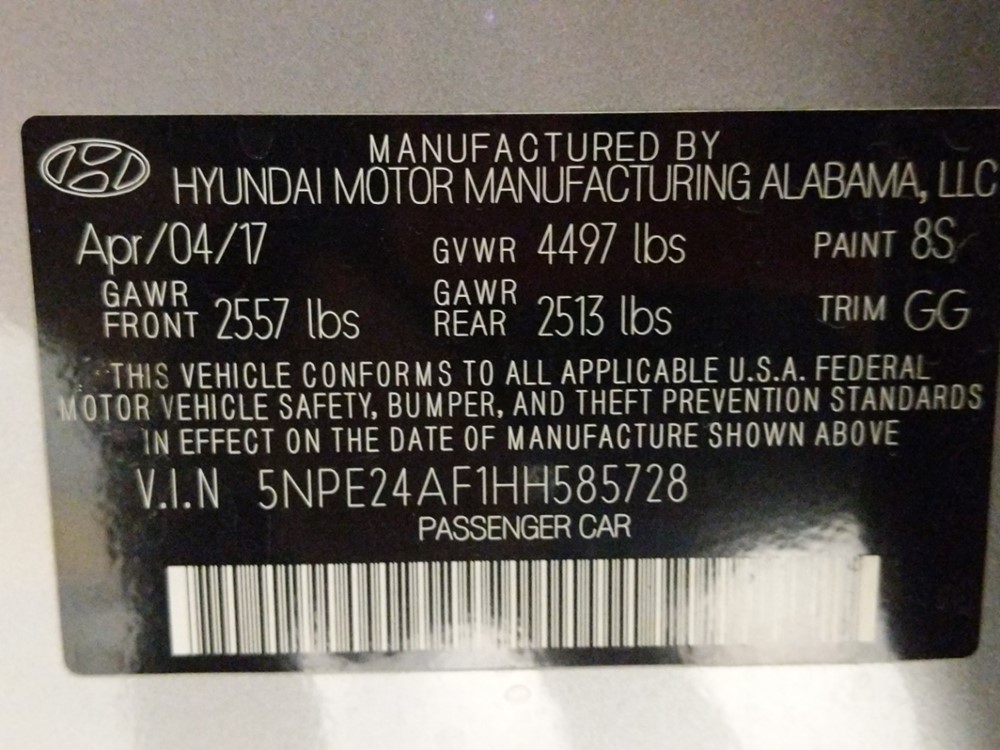 MANUFACTURED BY
HYUNDAI MOTOR MANUFACTURING ALABAMA, LLC
Apr/04/17 GVWR 4497 lbs PAINT 8S
GAWR FRONT 2557 lbs GAWR REAR 2513 lbs TRIM GG
THIS VEHICLE CONFORMS TO ALL APPLICABLE U.S.A. FEDERAL
MOTOR VEHICLE SAFETY, BUMPER, AND THEFT PREVENTION STANDARDS
IN EFFECT ON THE DATE OF MANUFACTURE SHOWN ABOVE
V.I.N 5NPE24AF1HH585728
PASSENGER CAR